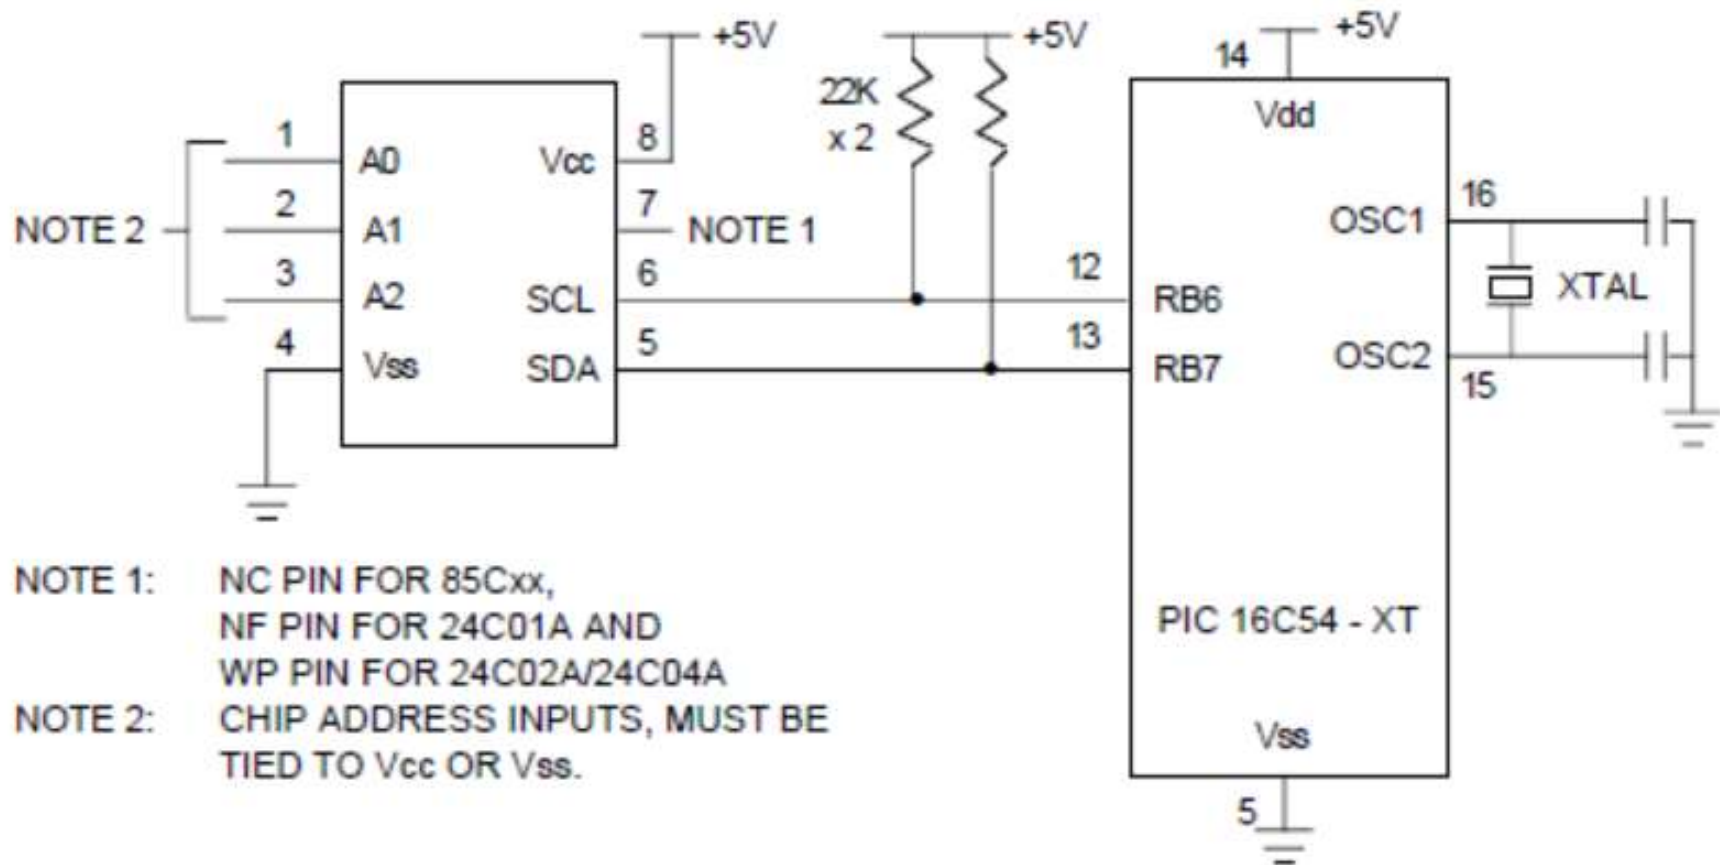 +5V
+5V
+5V
14
22K
x 2
Vdd
1
8
A0
Vcc
16
2
7
OSC1
NOTE 2
A1
NOTE 1
3
6
12
XTAL
A2
SCL
RB6
4
5
13
OSC2
Vss
SDA
RB7
15
NOTE 1: NC PIN FOR 85Cxx,
NF PIN FOR 24C01A AND
WP PIN FOR 24C02A/24C04A
NOTE 2: CHIP ADDRESS INPUTS, MUST BE
TIED TO Vcc OR Vss.
PIC 16C54 - XT
Vss
5